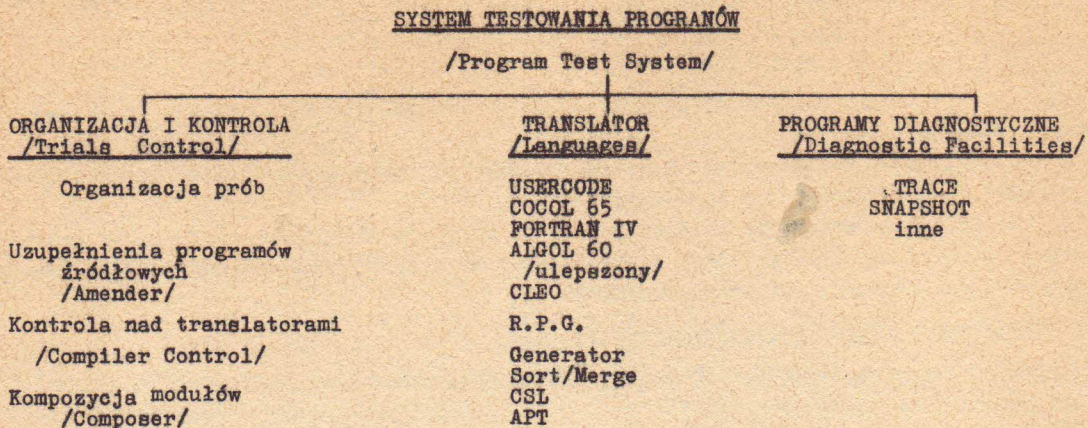 SYSTEM TESTOWANIA PROGRANÓW
/Program Test System/
ORGANIZACJA I KONTROLA
/Trials Control/
Organizacja prób
Uzupełnienia programów
źródłowych
/Amender/
Kontrola nad translatorami
/Compiler Control/
Kompozycja modułów
/Composer/
TRANSLATOR
/Languages/
USERCODE
COCOL 65
FORTRAN IV
ALGOL 60
/ulepszony/
CLEO
R.P.G.
Generator
Sort/Merge
CSL
APT
PROGRAMY DIAGNOSTYCZNE
/Diagnostic Facilities/
TRACE
SNAPSHOT
inne